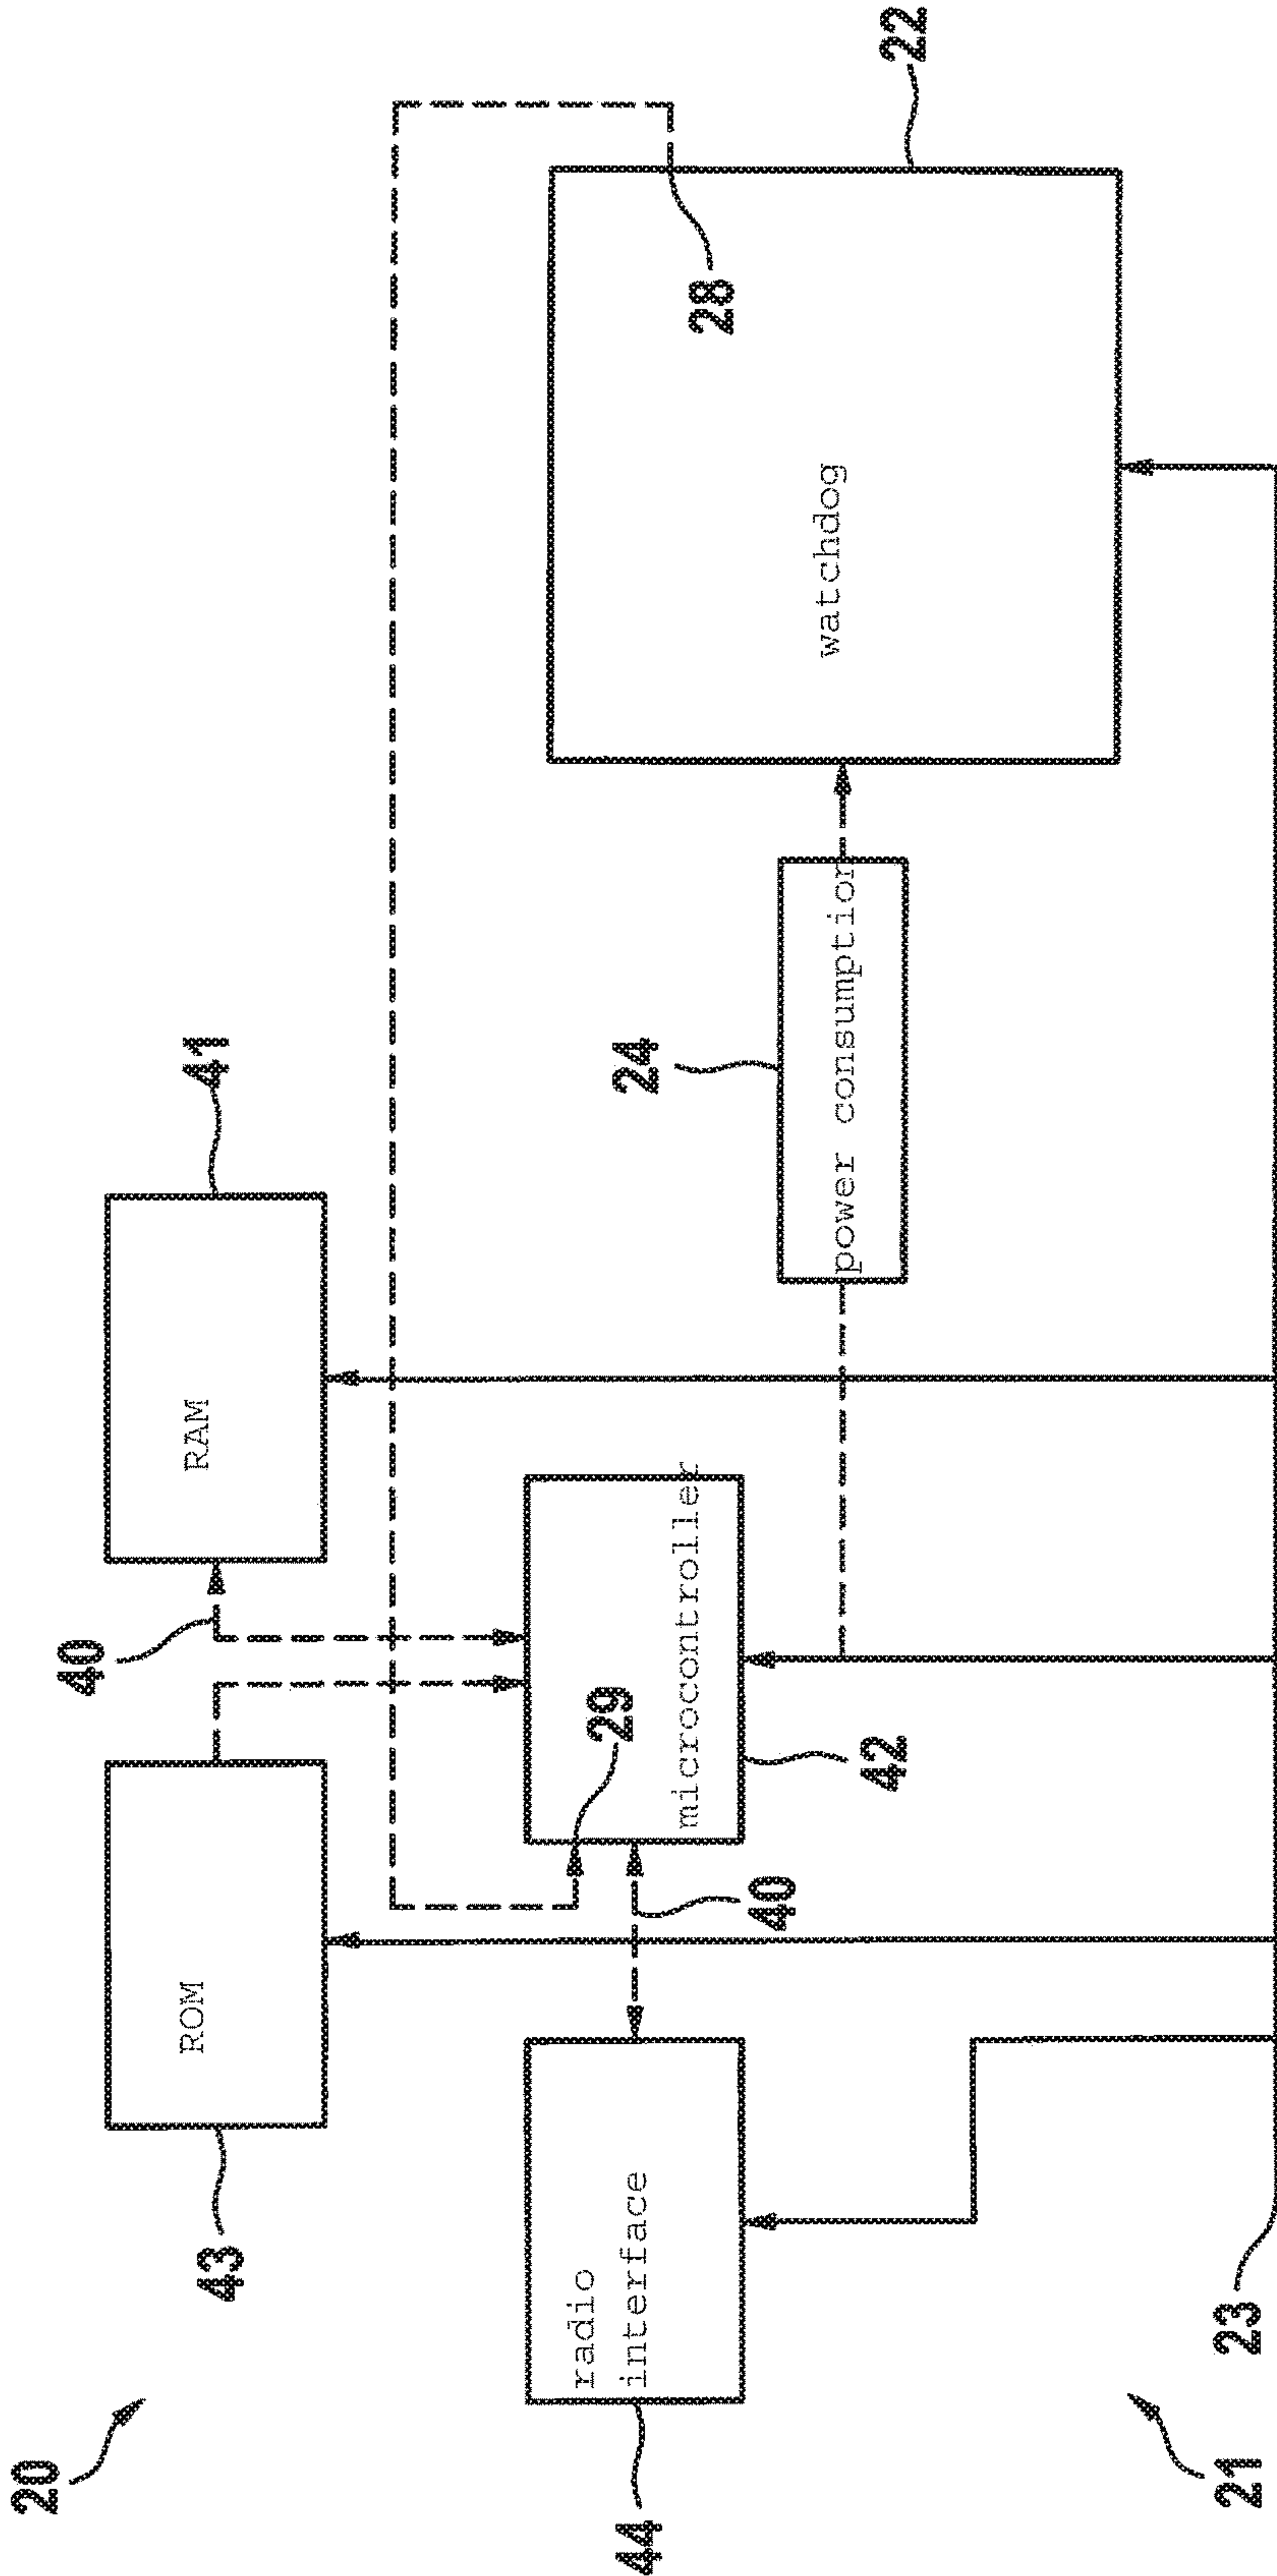 20
43
ROM
40
41
RAM
44
radio
interface
40
29
42
microcontroller
24
power consumption
28
22
watchdog
21
23